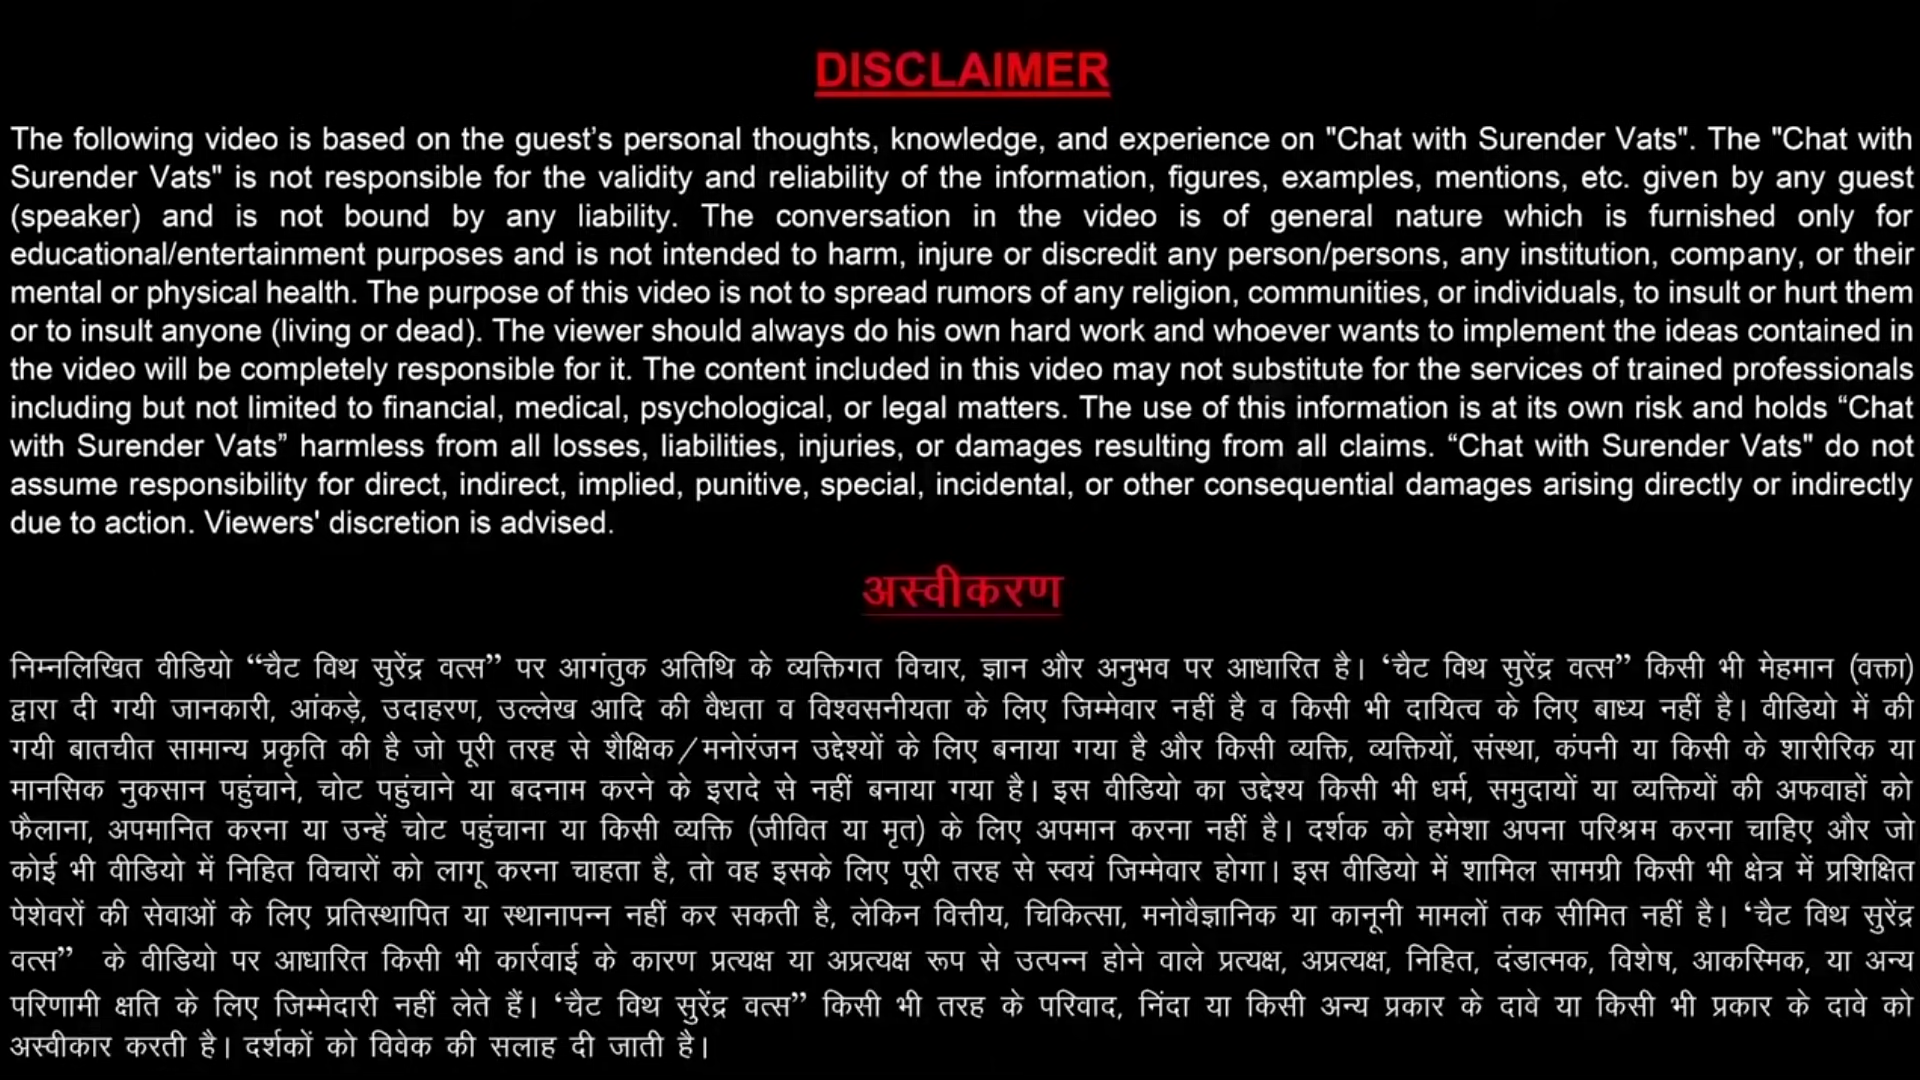 DISCLAIMER
The following video is based on the guest’s personal thoughts, knowledge, and experience on "Chat with Surender Vats". The "Chat with
Surender Vats" is not responsible for the validity and reliability of the information, figures, examples, mentions, etc. given by any guest
(speaker) and is not bound by any liability. The conversation in the video is of general nature which is furnished only for
educational/entertainment purposes and is not intended to harm, injure or discredit any person/persons, any institution, company, or their
mental or physical health. The purpose of this video is not to spread rumors of any religion, communities, or individuals, to insult or hurt them
or to insult anyone (living or dead). The viewer should always do his own hard work and whoever wants to implement the ideas contained in
the video will be completely responsible for it. The content included in this video may not substitute for the services of trained professionals
including but not limited to financial, medical, psychological, or legal matters. The use of this information is at its own risk and holds “Chat
with Surender Vats” harmless from all losses, liabilities, injuries, or damages resulting from all claims. “Chat with Surender Vats" do not
assume responsibility for direct, indirect, implied, punitive, special, incidental, or other consequential damages arising directly or indirectly
due to action. Viewers' discretion is advised.
अस्वीकरण
निम्नलिखित वीडियो “चैट विथ सुरेंद्र वत्स” पर आगंतुक अतिथि के व्यक्तिगत विचार, ज्ञान और अनुभव पर आधारित है। ‘चैट विथ सुरेंद्र वत्स” किसी भी मेहमान (वक्ता)
द्वारा दी गयी जानकारी, आंकड़े, उदाहरण, उल्लेख आदि की वैधता व विश्वसनीयता के लिए जिम्मेवार नहीं है व किसी भी दायित्व के लिए बाध्य नहीं है। वीडियो में की
गयी बातचीत सामान्य प्रकृति की है जो पूरी तरह से शैक्षिक/मनोरंजन उद्देश्यों के लिए बनाया गया है और किसी व्यक्ति, व्यक्तियों, संस्था, कंपनी या किसी के शारीरिक या
मानसिक नुकसान पहुंचाने, चोट पहुंचाने या बदनाम करने के इरादे से नहीं बनाया गया है। इस वीडियो का उद्देश्य किसी भी धर्म, समुदायों या व्यक्तियों की अफवाहों को
फैलाना, अपमानित करना या उन्हें चोट पहुंचाना या किसी व्यक्ति (जीवित या मृत) के लिए अपमान करना नहीं है। दर्शक को हमेशा अपना परिश्रम करना चाहिए और जो
कोई भी वीडियो में निहित विचारों को लागू करना चाहता है, तो वह इसके लिए पूरी तरह से स्वयं जिम्मेवार होगा। इस वीडियो में शामिल सामग्री किसी भी क्षेत्र में प्रशिक्षित
पेशेवरों की सेवाओं के लिए प्रतिस्थापित या स्थानापन्न नहीं कर सकती है, लेकिन वित्तीय, चिकित्सा, मनोवैज्ञानिक या कानूनी मामलों तक सीमित नहीं है। ‘चैट विथ सुरेंद्र
वत्स” के वीडियो पर आधारित किसी भी कार्रवाई के कारण प्रत्यक्ष या अप्रत्यक्ष रूप से उत्पन्न होने वाले प्रत्यक्ष, अप्रत्यक्ष, निहित, दंडात्मक, विशेष, आकस्मिक, या अन्य
परिणामी क्षति के लिए जिम्मेदारी नहीं लेते हैं। ‘चैट विथ सुरेंद्र वत्स” किसी भी तरह के परिवाद, निंदा या किसी अन्य प्रकार के दावे या किसी भी प्रकार के दावे को
अस्वीकार करती है। दर्शकों को विवेक की सलाह दी जाती है।